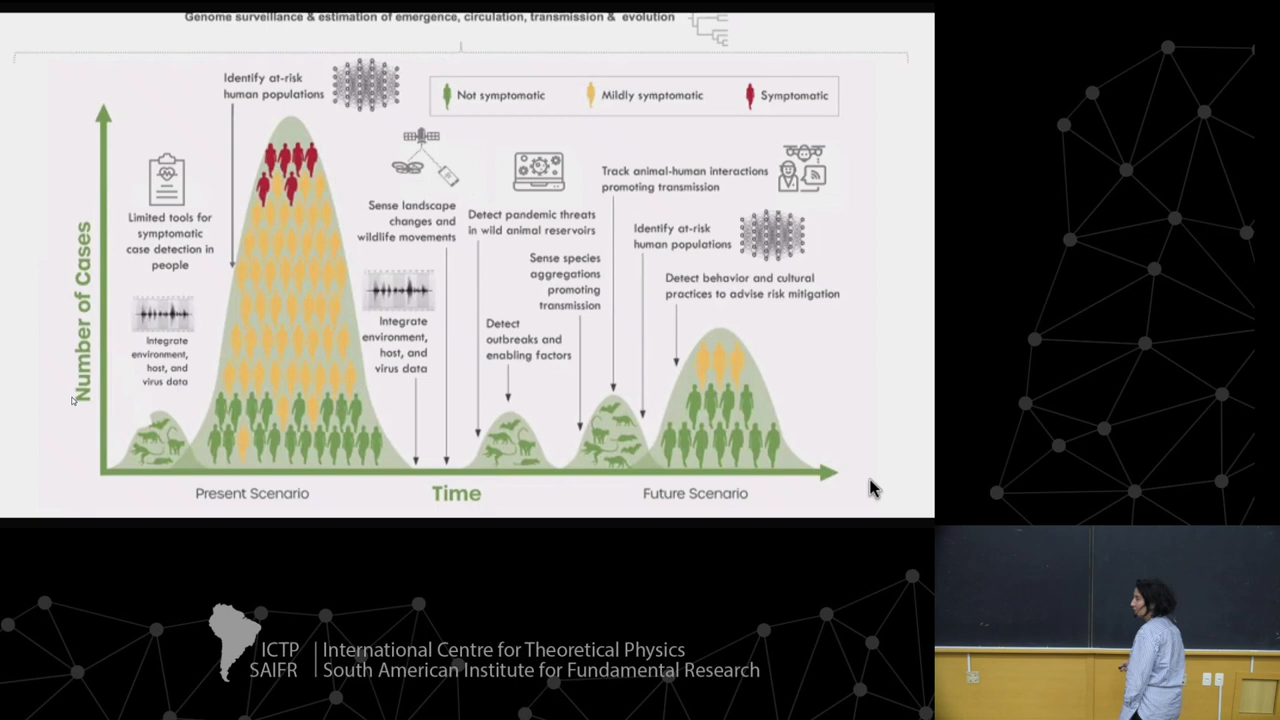 Genome surveillance & estimation of emergence, circulation, transmission & evolution
Identify at-risk
human populations
Not symptomatic
Mildly symptomatic
Symptomatic
Limited tools for
symptomatic
case detection in
people
Integrate
environment,
host, and
virus data
Sense landscape
changes and
wildlife movements
Integrate
environment,
host, and
virus data
Detect pandemic threats
in wild animal reservoirs
Detect
outbreaks and
enabling factors
Sense species
aggregations
promoting
transmission
Track animal-human interactions
promoting transmission
Identify at-risk
human populations
Detect behavior and cultural
practices to advise risk mitigation
Number of Cases
Present Scenario
Time
Future Scenario
ICTP
SAIFR
International Centre for Theoretical Physics
South American Institute for Fundamental Research